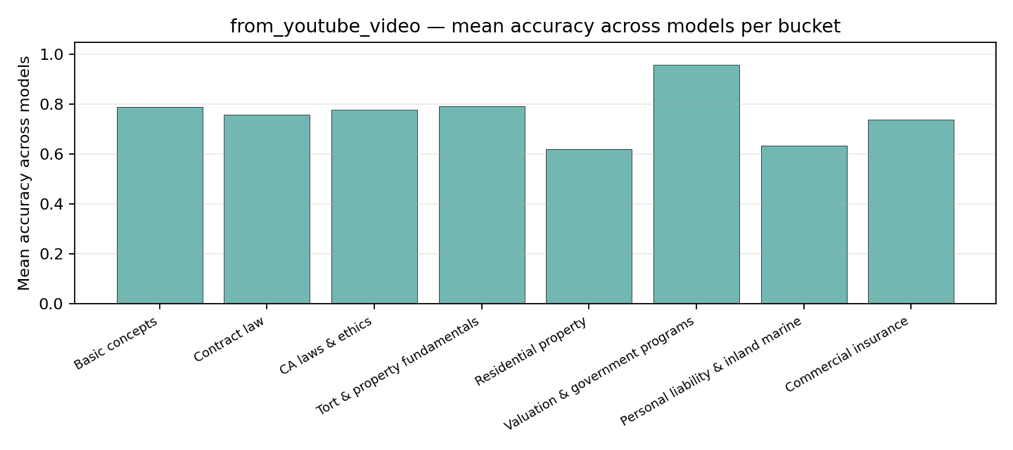 from_youtube_video — mean accuracy across models per bucket
Mean accuracy across models
1.0
0.8
0.6
0.4
0.2
0.0
Basic concepts
Contract law
CA laws & ethics
Tort & property fundamentals
Residential property
Valuation & government programs
Personal liability & inland marine
Commercial insurance